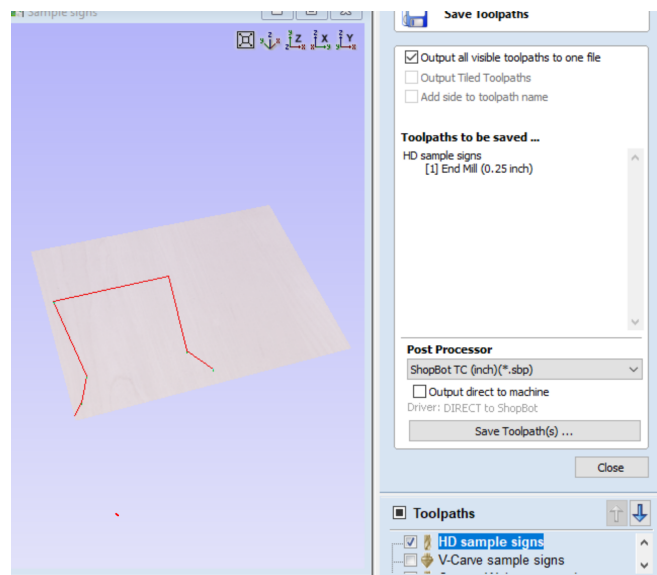 Sample signs
Save Toolpaths
Output all visible toolpaths to one file
Output Tiled Toolpaths
Add side to toolpath name
Toolpaths to be saved ...
HD sample signs
[1] End Mill (0.25 inch)
Post Processor
ShopBot TC (inch)(*.sbp)
Output direct to machine
Driver: DIRECT to ShopBot
Save Toolpath(s) ...
Close
Toolpaths
HD sample signs
V-Carve sample signs